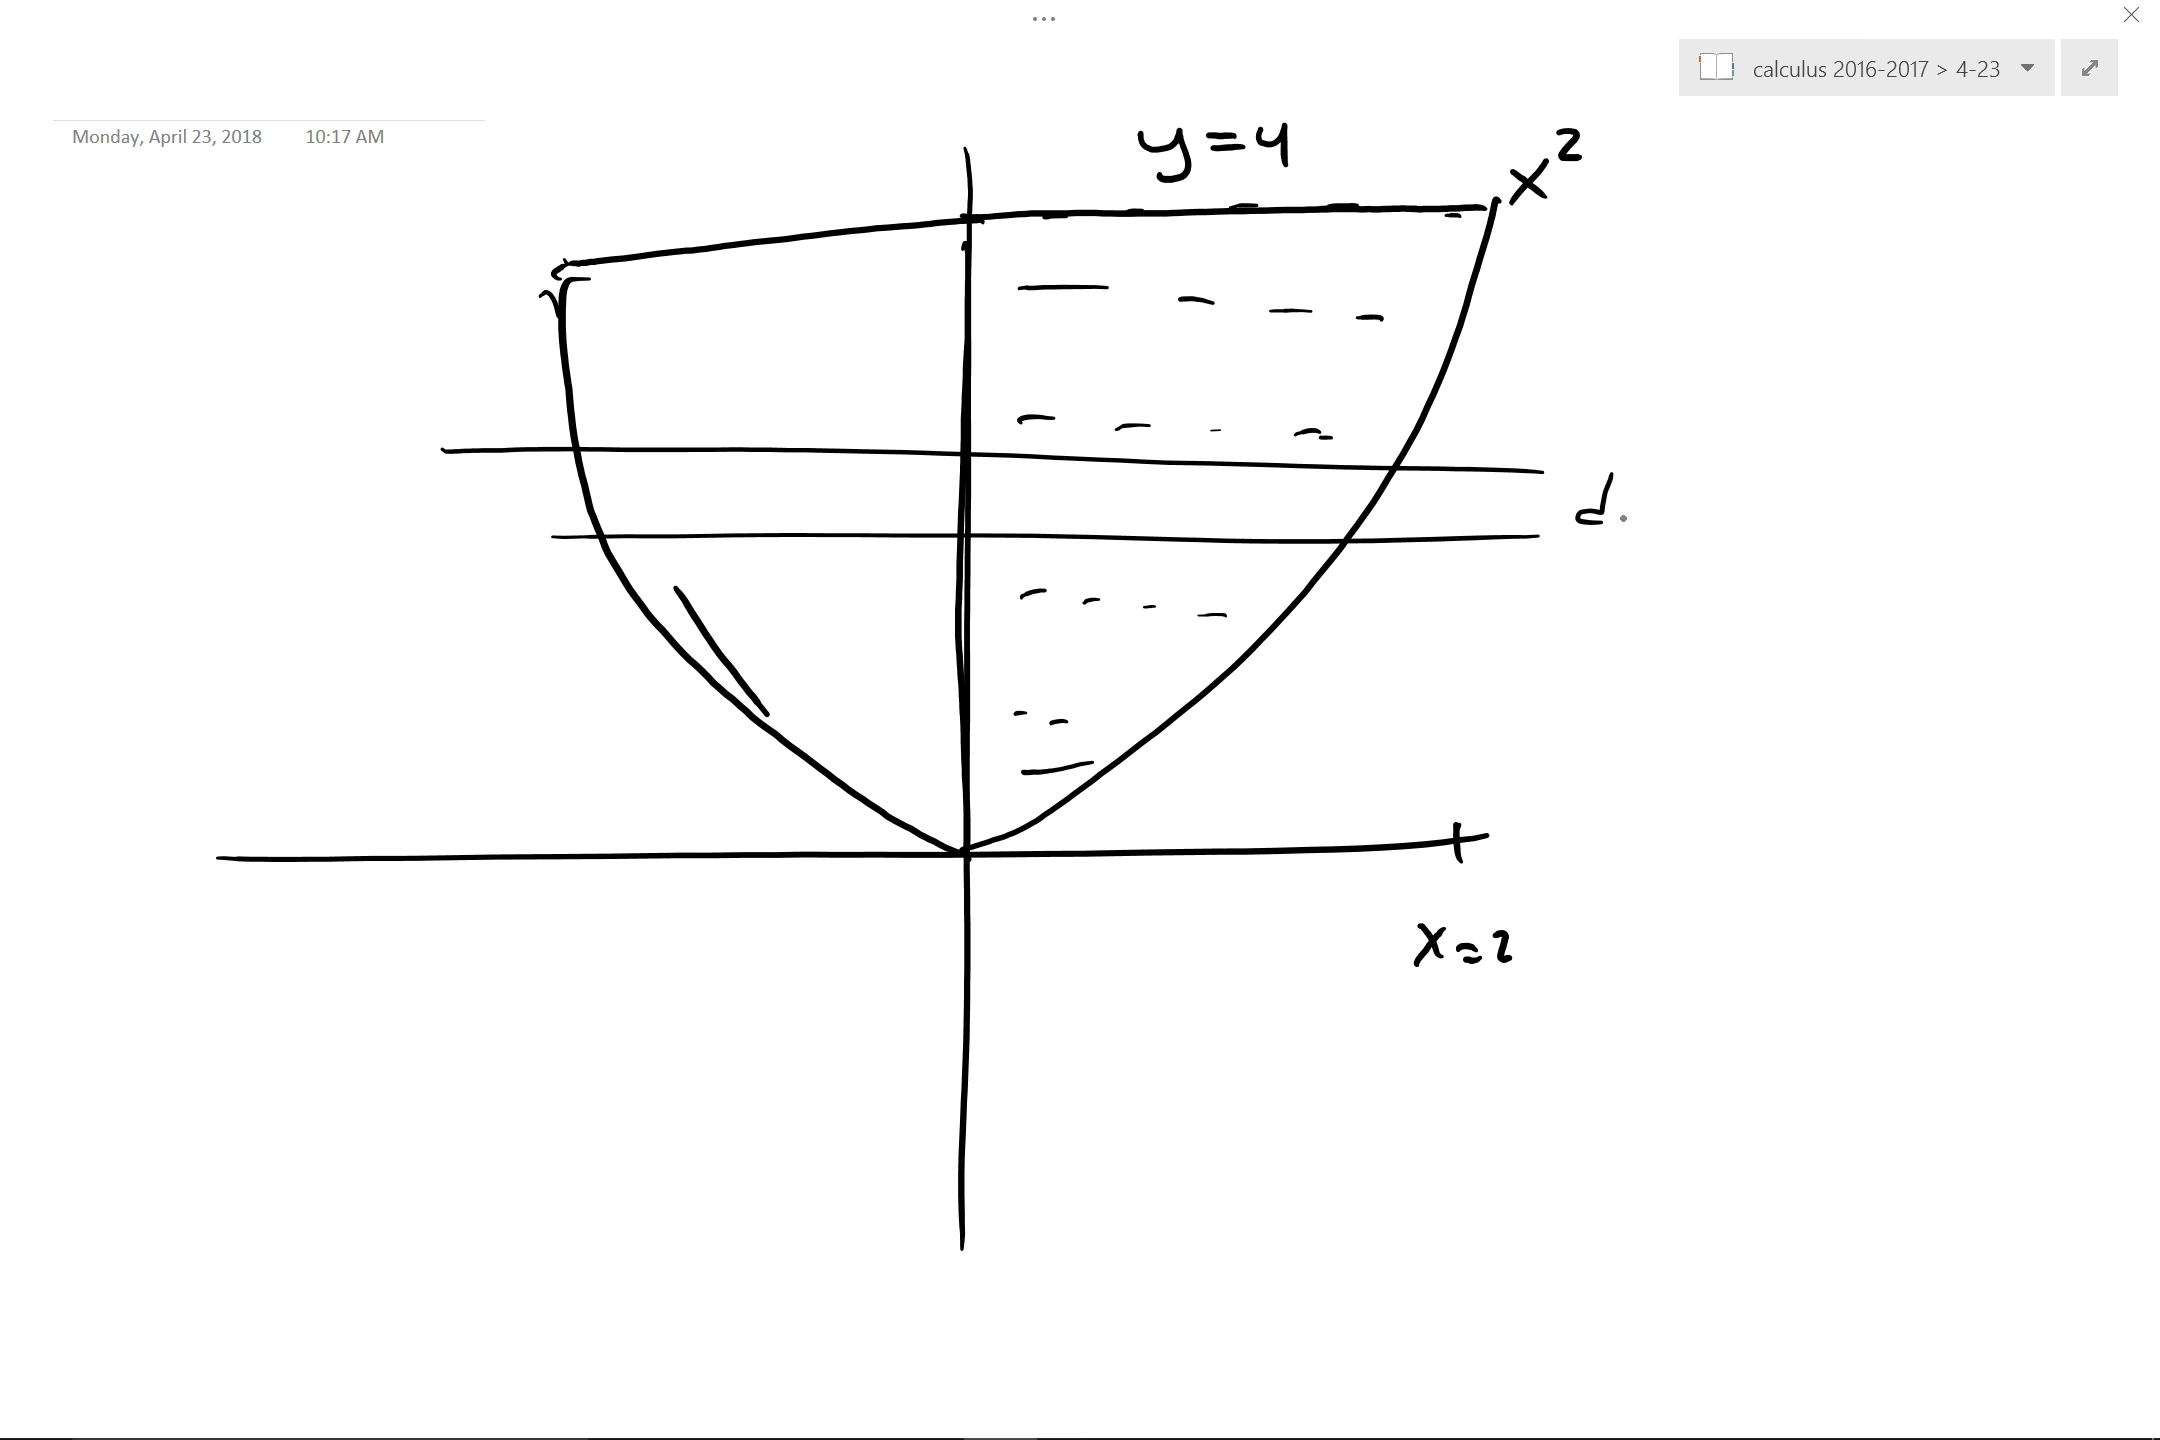 calculus 2016-2017 > 4-23
Monday, April 23, 2018 10:17 AM
y=4
x²
d
x=2